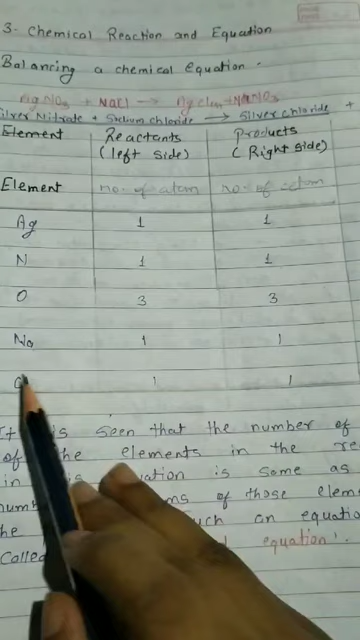 3- Chemical Reaction and Equation
Balancing a chemical equation.
AgNO3 + NaCl → AgCl + NaNO3
Silver Nitrate + Sodium chloride → Silver chloride +
Element Reactants (left side) Products (Right side)
Element no. of atom no. of atom
Ag 1 1
N 1 1
O 3 3
Na 1 1
1 1
It is seen that the number of
of the elements in the
in is same as
of those
the Such an
Called equation'.